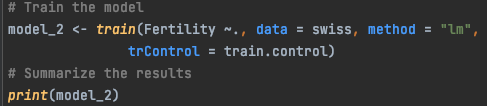 # Train the model
model_2 <- train(Fertility ~., data = swiss, method = "lm",
trControl = train.control)
# Summarize the results
print(model_2)